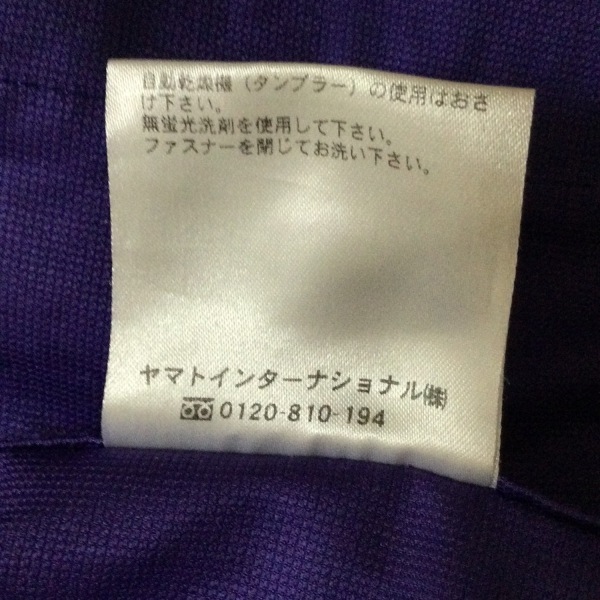 自動乾燥機（タンブラー）の使用はおさ
け下さい。
無蛍光洗剤を使用して下さい。
ファスナーを閉じてお洗い下さい。
ヤマトインターナショナル㈱
0120-810-194